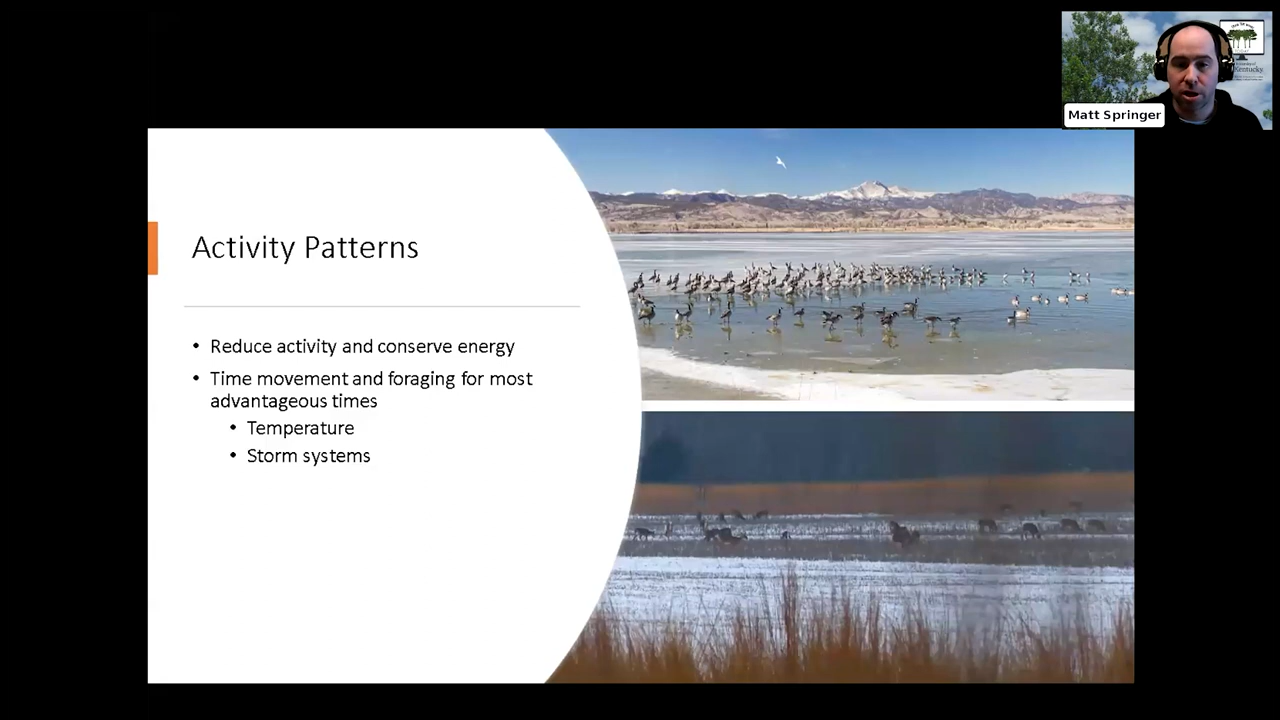 Kentucky
Matt Springer
Activity Patterns
• Reduce activity and conserve energy
• Time movement and foraging for most
advantageous times
• Temperature
• Storm systems